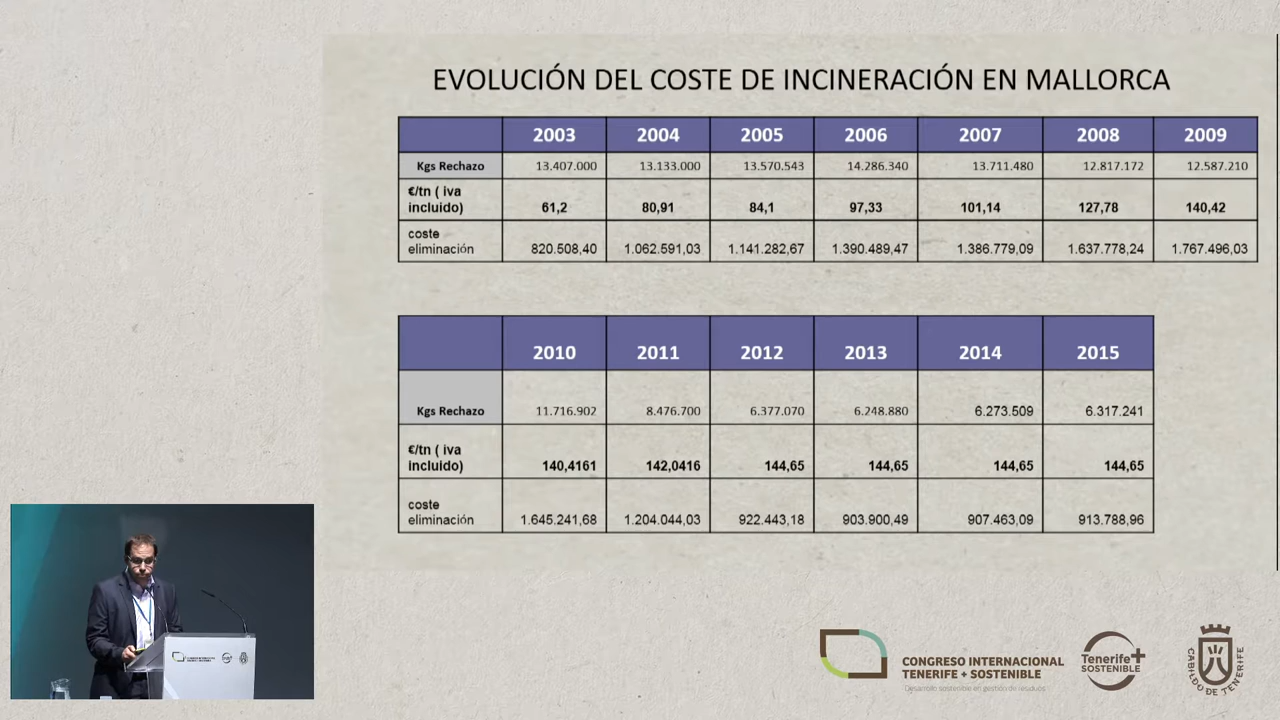 EVOLUCIÓN DEL COSTE DE INCINERACIÓN EN MALLORCA
2003 2004 2005 2006 2007 2008 2009
Kgs Rechazo 13.407.000 13.133.000 13.570.543 14.286.340 13.711.480 12.817.172 12.587.210
€/tn ( iva
incluido) 61,2 80,91 84,1 97,33 101,14 127,78 140,42
coste
eliminación 820.508,40 1.062.591,03 1.141.282,67 1.390.489,47 1.386.779,09 1.637.778,24 1.767.496,03
2010 2011 2012 2013 2014 2015
Kgs Rechazo 11.716.902 8.476.700 6.377.070 6.248.880 6.273.509 6.317.241
€/tn ( iva
incluido) 140,4161 142,0416 144,65 144,65 144,65 144,65
coste
eliminación 1.645.241,68 1.204.044,03 922.443,18 903.900,49 907.463,09 913.788,96
CONGRESO INTERNACIONAL
TENERIFE + SOSTENIBLE
Desarrollo sostenible en gestión de residuos
Tenerife+
SOSTENIBLE
CABILDO DE TENERIFE